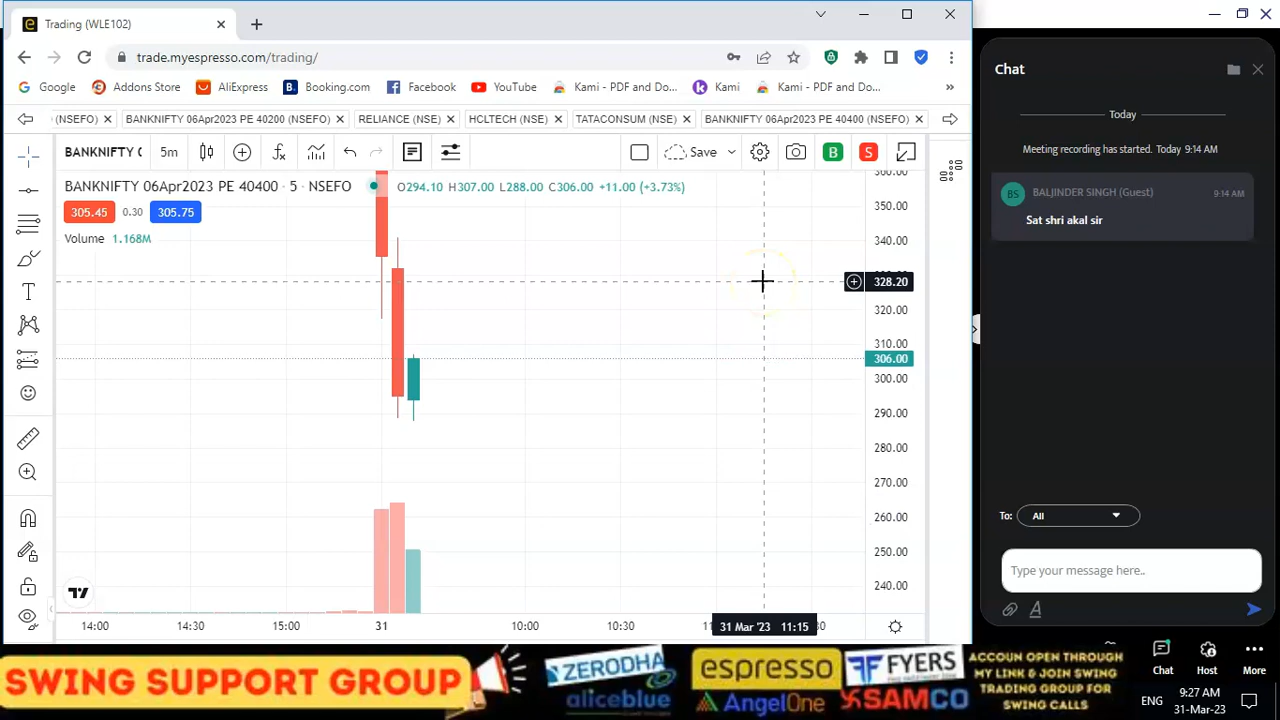 Trading (WLE102)
trade.myespresso.com/trading/
Google Addons Store AliExpress Booking.com Facebook YouTube Kami - PDF and Do... Kami Kami - PDF and Do... »
(NSEFO) BANKNIFTY 06Apr2023 PE 40200 (NSEFO) RELIANCE (NSE) HCLTECH (NSE) TATACONSUM (NSE) BANKNIFTY 06Apr2023 PE 40400 (NSEFO)
BANKNIFTY 0 5m Save B S
BANKNIFTY 06Apr2023 PE 40400 · 5 · NSEFO O294.10 H307.00 L288.00 C306.00 +11.00 (+3.73%)
305.45 0.30 305.75
Volume 1.168M
360.00
350.00
340.00
328.20
320.00
310.00
306.00
300.00
290.00
280.00
270.00
260.00
250.00
240.00
14:00 14:30 15:00 31 10:00 10:30 31 Mar '23 11:15
Chat
Today
Meeting recording has started. Today 9:14 AM
BS BALJINDER SINGH (Guest) 9:14 AM
Sat shri akal sir
To: All
Type your message here..
Chat Host More
ENG 9:27 AM
31-Mar-23
SWING SUPPORT GROUP
ZERODHA
aliceblue
espresso
AngelOne
FYERS
SAMCO
ACCOUN OPEN THROUGH
MY LINK & JOIN SWING
TRADING GROUP FOR
SWING CALLS